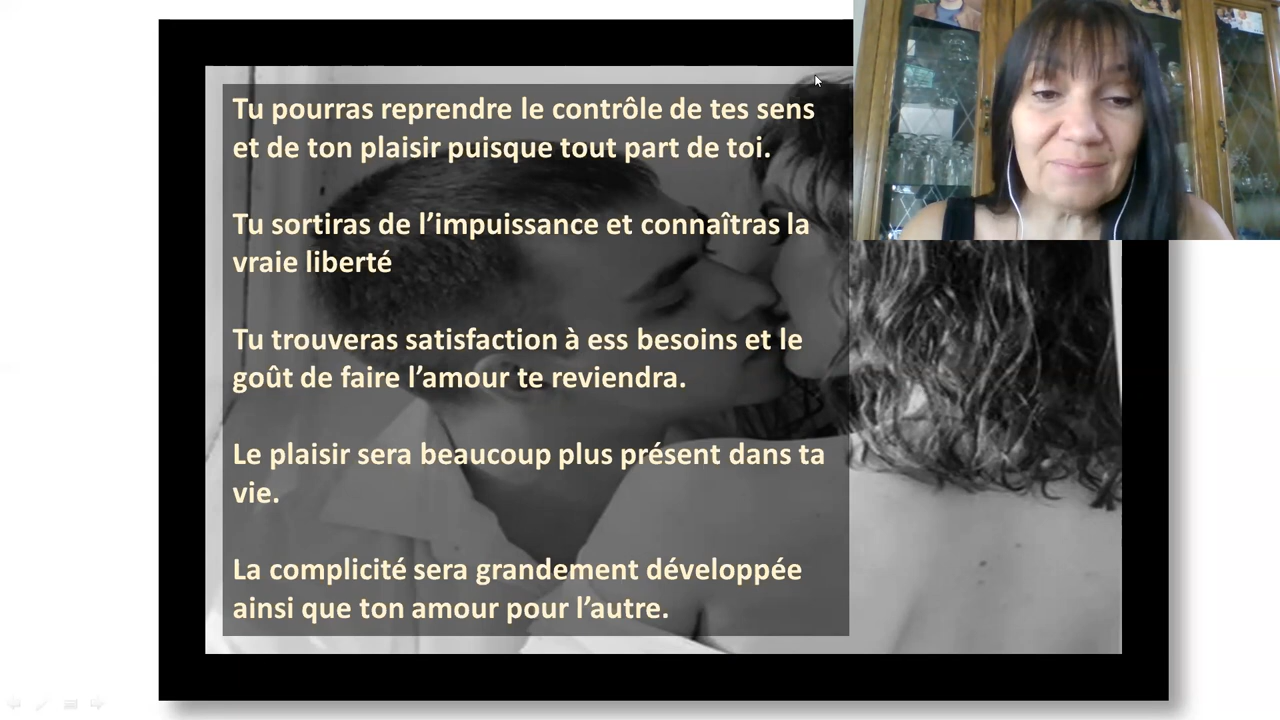 Tu pourras reprendre le contrôle de tes sens
et de ton plaisir puisque tout part de toi.
Tu sortiras de l’impuissance et connaîtras la
vraie liberté
Tu trouveras satisfaction à ess besoins et le
goût de faire l’amour te reviendra.
Le plaisir sera beaucoup plus présent dans ta
vie.
La complicité sera grandement développée
ainsi que ton amour pour l’autre.